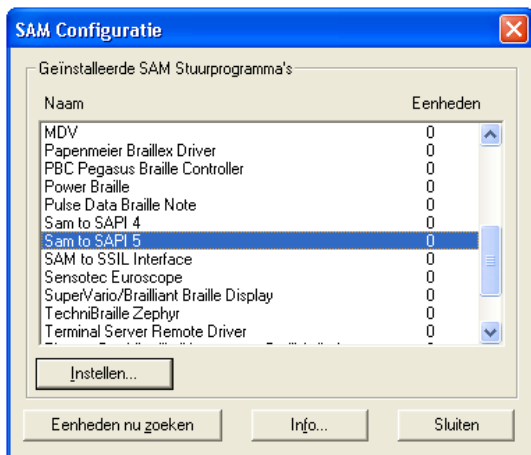 SAM Configuratie
Geïnstalleerde SAM Stuurprogramma's
Naam Eenheden
MDV 0
Papenmeier Braillex Driver 0
PBC Pegasus Braille Controller 0
Power Braille 0
Pulse Data Braille Note 0
Sam to SAPI 4 0
Sam to SAPI 5 0
SAM to SSIL Interface 0
Sensotec Euroscope 0
SuperVario/Brailliant Braille Display 0
TechniBraille Zephyr 0
Terminal Server Remote Driver 0
Instellen...
Eenheden nu zoeken Info... Sluiten